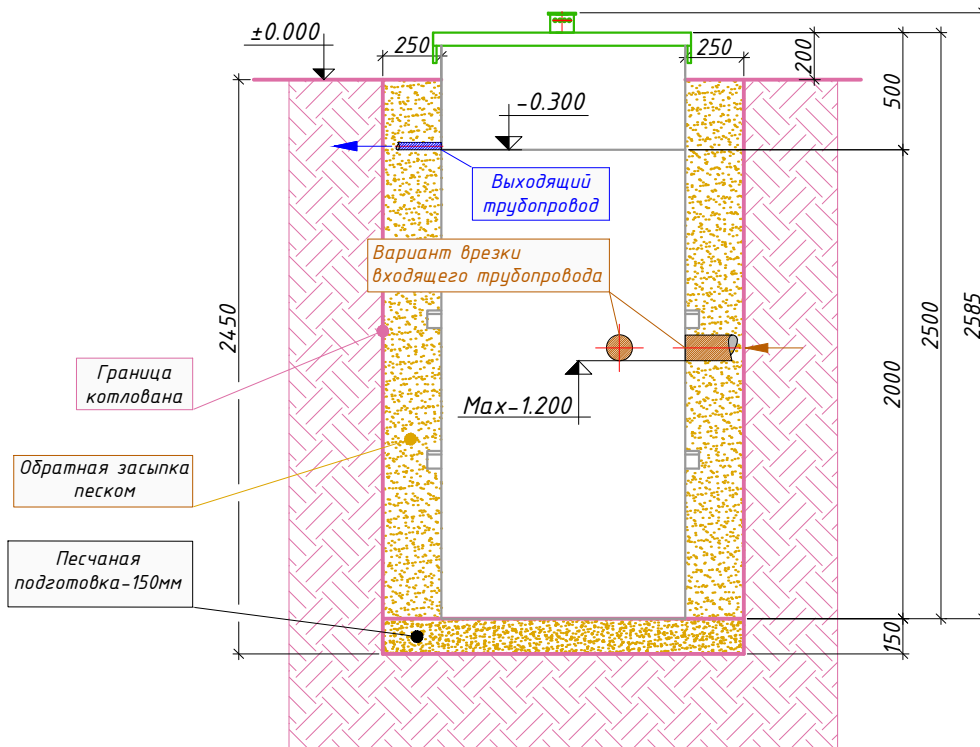 ±0.000
250
250
200
500
2585
-0.300
Выходящий
трубопровод
Вариант врезки
входящего трубопровода
2450
2500
2000
Граница
котлована
Max-1.200
Обратная засыпка
песком
Песчаная
подготовка-150мм
150